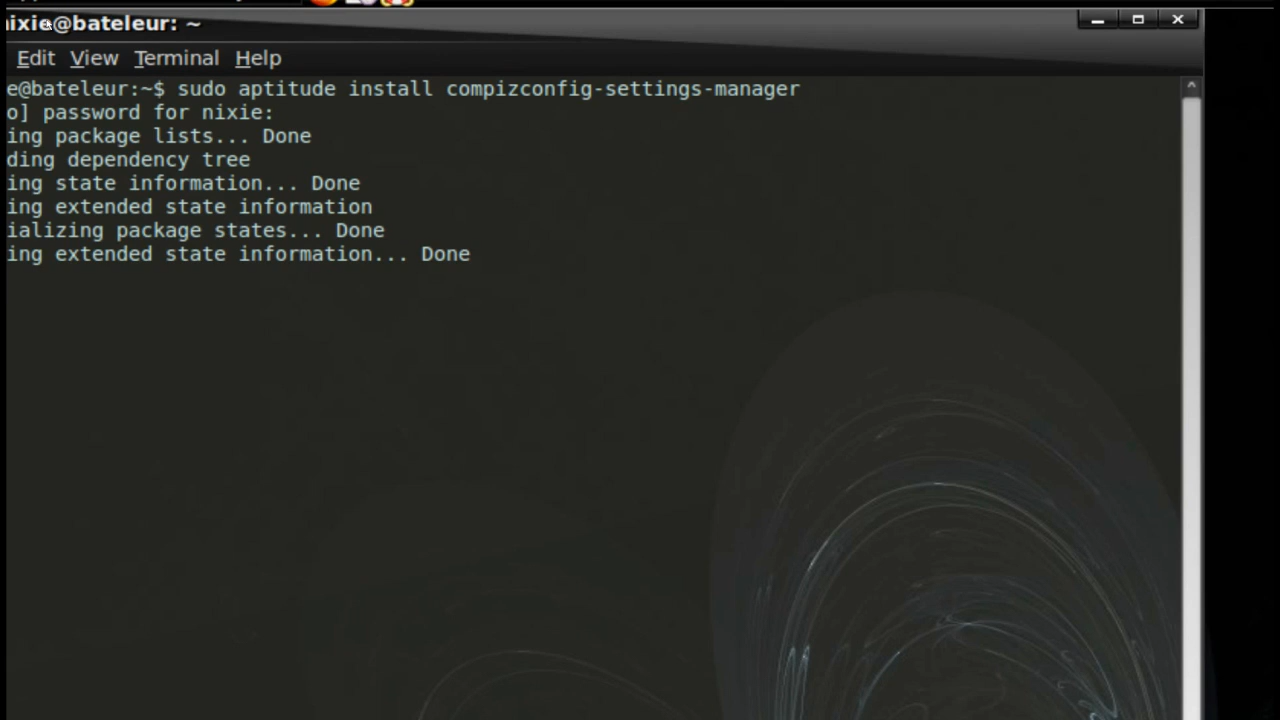 nixie@bateleur: ~
Edit View Terminal Help
e@bateleur:~$ sudo aptitude install compizconfig-settings-manager
o] password for nixie:
ing package lists... Done
ding dependency tree
ing state information... Done
ing extended state information
ializing package states... Done
ing extended state information... Done